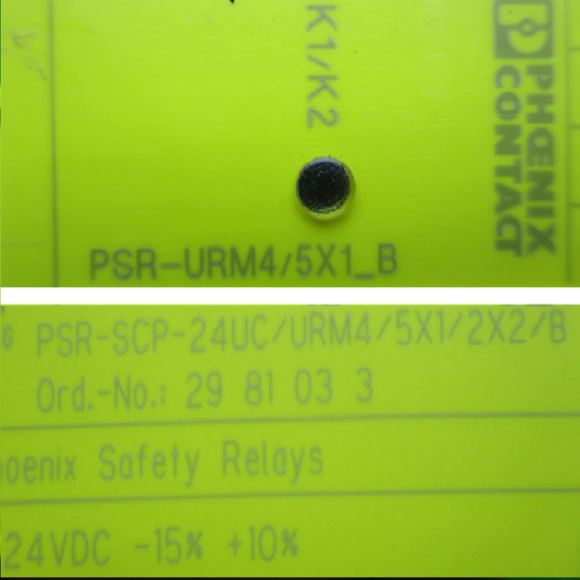 K1/K2
PHŒNIX
CONTACT
PSR-URM4/5X1_B
PSR-SCP-24UC/URM4/5X1/2X2/B
Ord.-No.: 29 81 03 3
oenix Safety Relays
24VDC -15% +10%